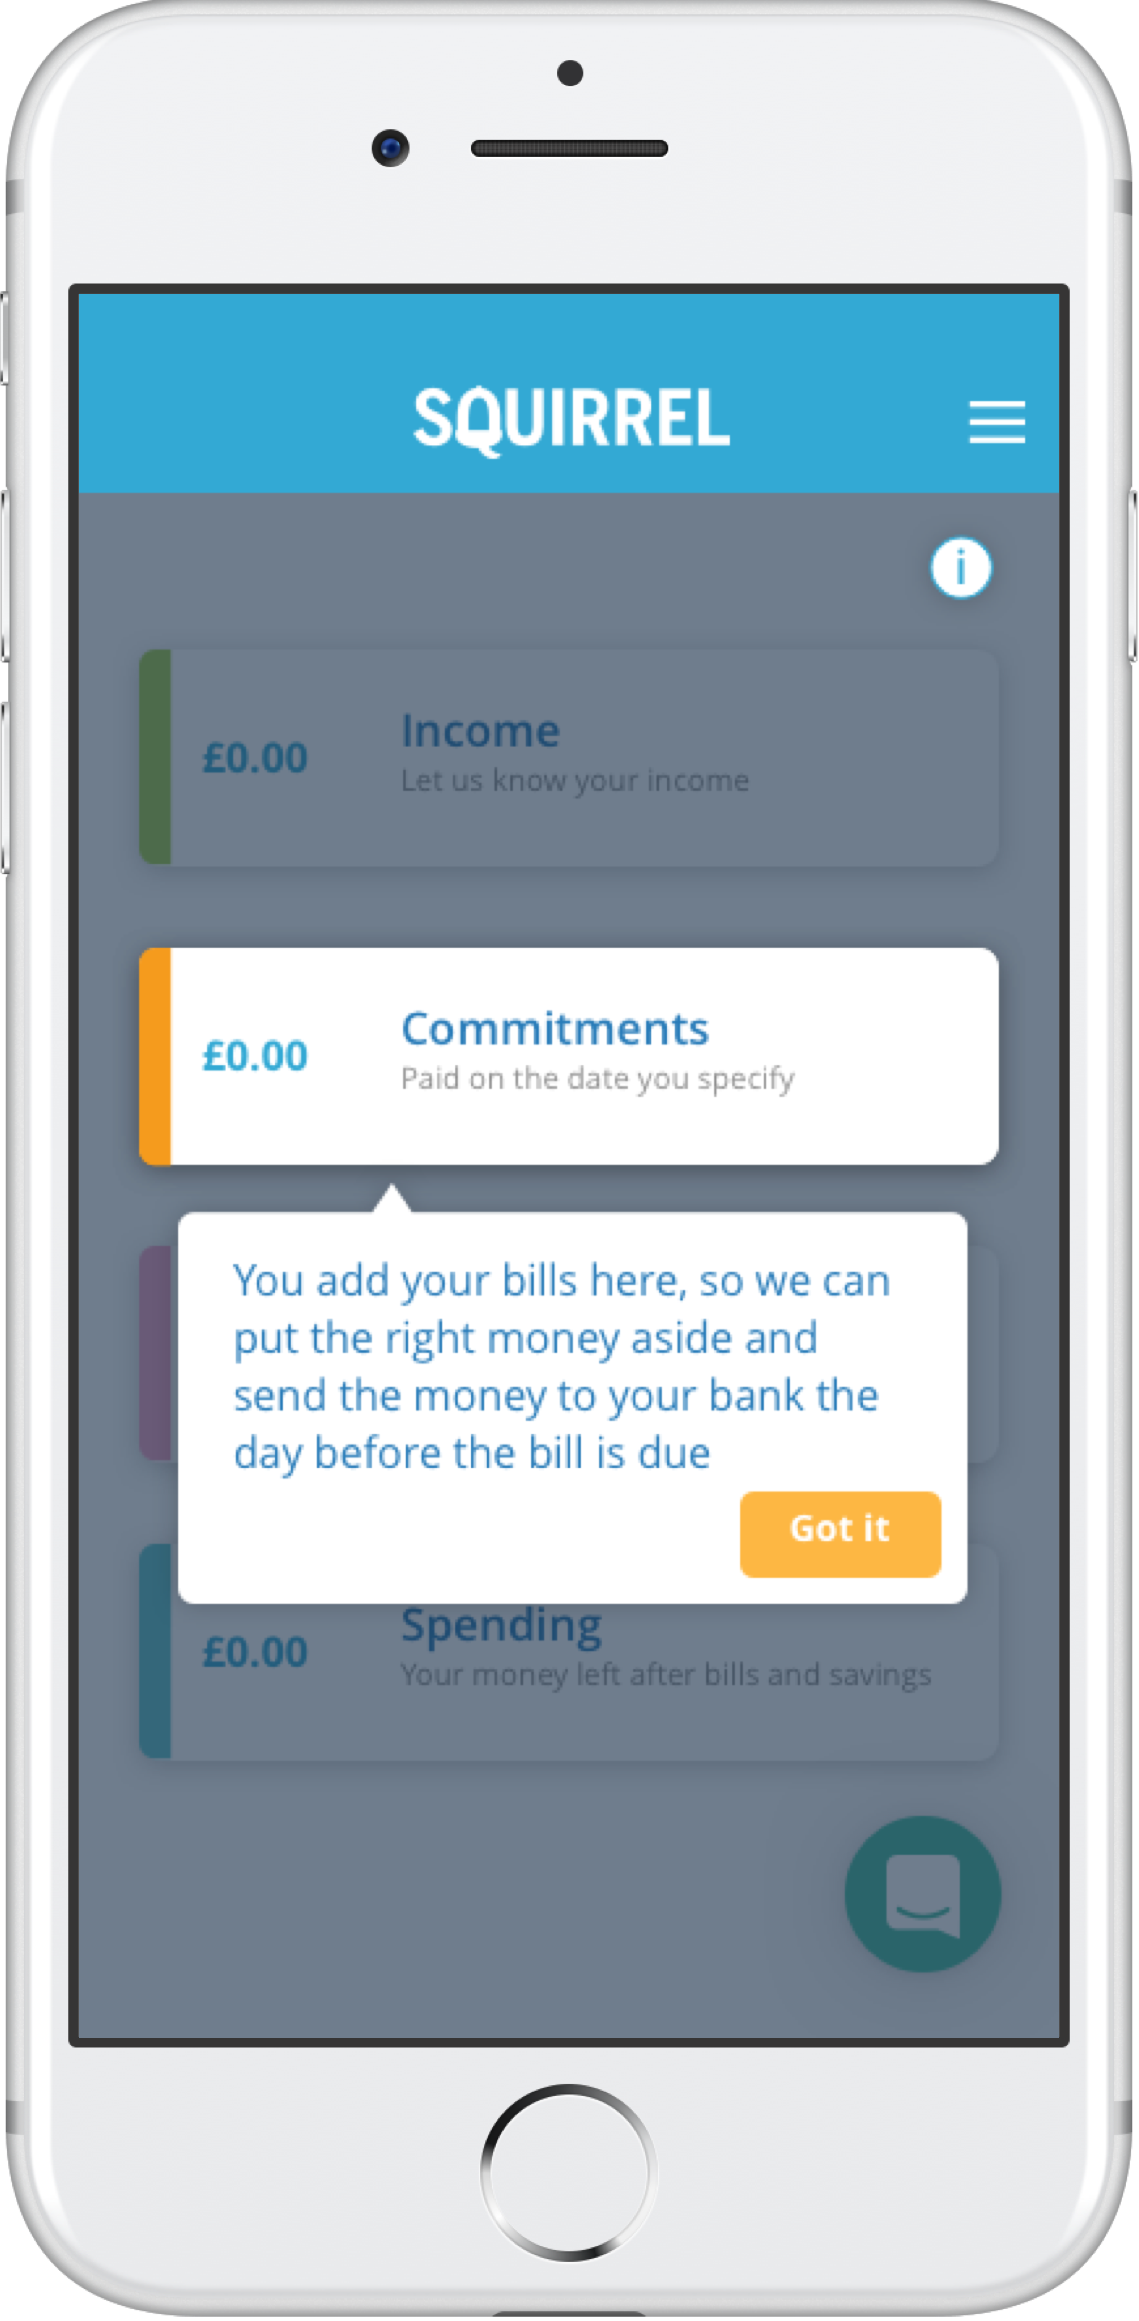 SQUIRREL
i
Income
£0.00
Let us know your income
Commitments
£0.00
Paid on the date you specify
You add your bills here, so we can
put the right money aside and
send the money to your bank the
day before the bill is due
Got it
Spending
£0.00
Your money left after bills and savings